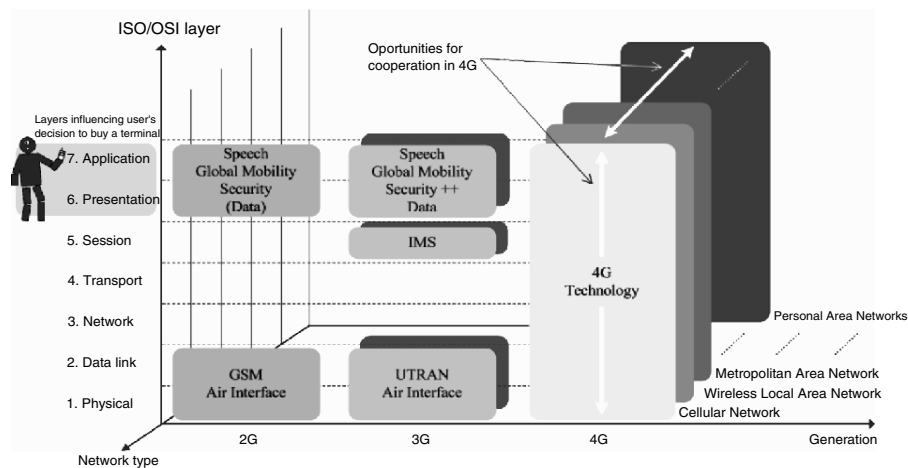 ISO/OSI layer
Oportunities for
cooperation in 4G
Layers influencing user's
decision to buy a terminal
7. Application
6. Presentation
5. Session
4. Transport
3. Network
2. Data link
1. Physical
Speech
Global Mobility
Security
(Data)
GSM
Air Interface
Speech
Global Mobility
Security ++
Data
IMS
UTRAN
Air Interface
4G
Technology
Personal Area Networks
Metropolitan Area Network
Wireless Local Area Network
Cellular Network
2G
3G
4G
Generation
Network type